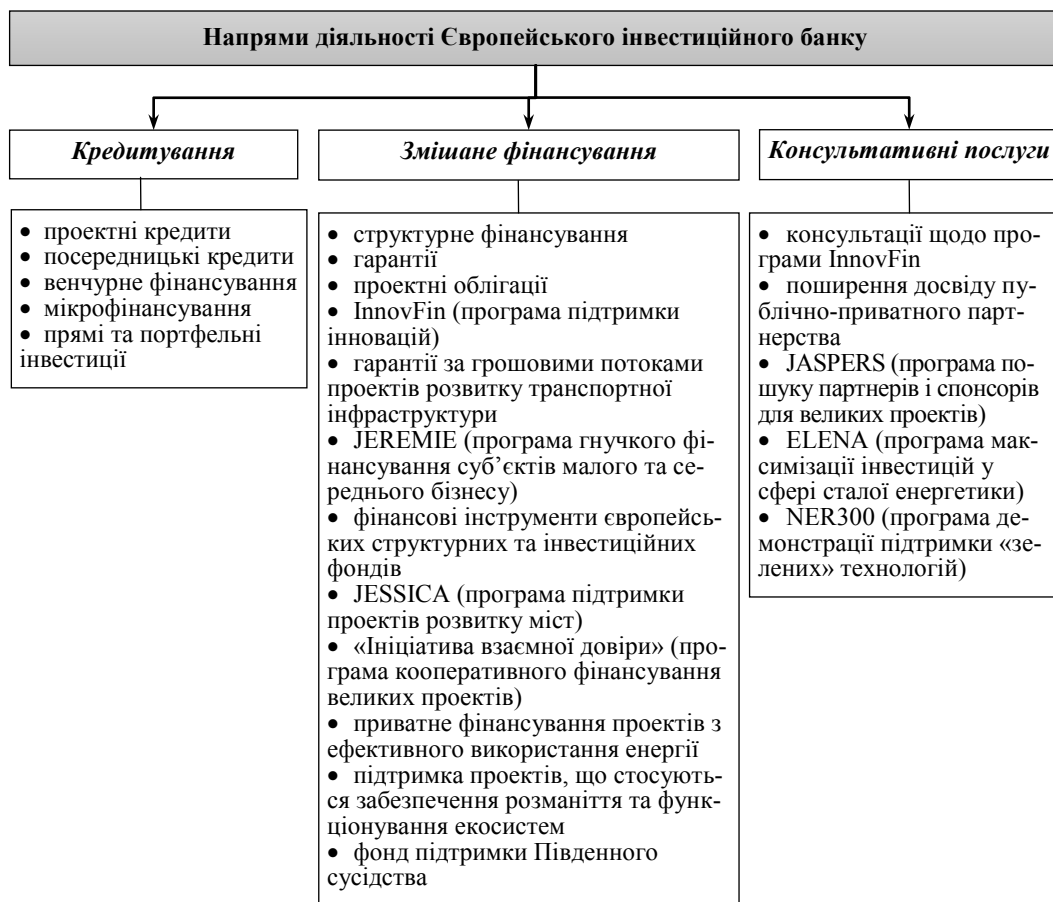 Напрями діяльності Європейського інвестиційного банку
Кредитування
• проектні кредити
• посередницькі кредити
• венчурне фінансування
• мікрофінансування
• прямі та портфельні
інвестиції
Змішане фінансування
• структурне фінансування
• гарантії
• проектні облігації
• InnovFin (програма підтримки
інновацій)
• гарантії за грошовими потоками
проектів розвитку транспортної
інфраструктури
• JEREMIE (програма гнучкого фі-
нансування суб’єктів малого та се-
реднього бізнесу)
• фінансові інструменти європейсь-
ких структурних та інвестиційних
фондів
• JESSICA (програма підтримки
проектів розвитку міст)
• «Ініціатива взаємної довіри» (про-
грама кооперативного фінансування
великих проектів)
• приватне фінансування проектів з
ефективного використання енергії
• підтримка проектів, що стосують-
ся забезпечення розманіття та функ-
ціонування екосистем
• фонд підтримки Південного
сусідства
Консультативні послуги
• консультації щодо про-
грами InnovFin
• поширення досвіду пу-
блічно-приватного парт-
нерства
• JASPERS (програма по-
шуку партнерів і спонсорів
для великих проектів)
• ELENA (програма мак-
симізації інвестицій у
сфері сталої енергетики)
• NER300 (програма де-
монстрації підтримки «зе-
лених» технологій)